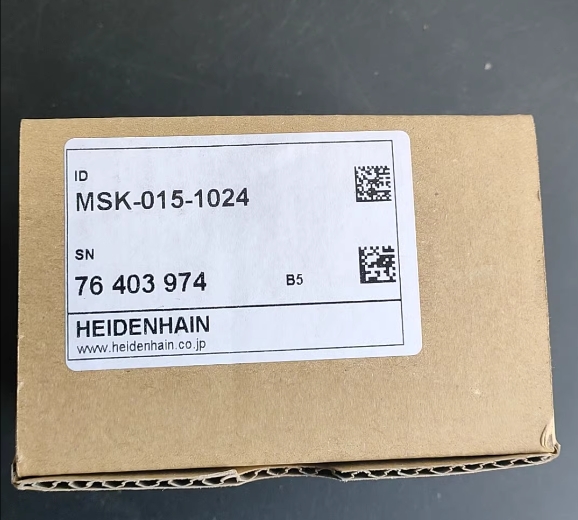 ID
MSK-015-1024
SN
76 403 974 B5
HEIDENHAIN
www.heidenhain.co.jp